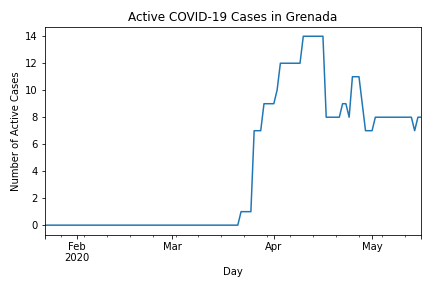 Active COVID-19 Cases in Grenada
Number of Active Cases
14
12
10
8
6
4
2
0
Feb
2020
Mar
Apr
May
Day